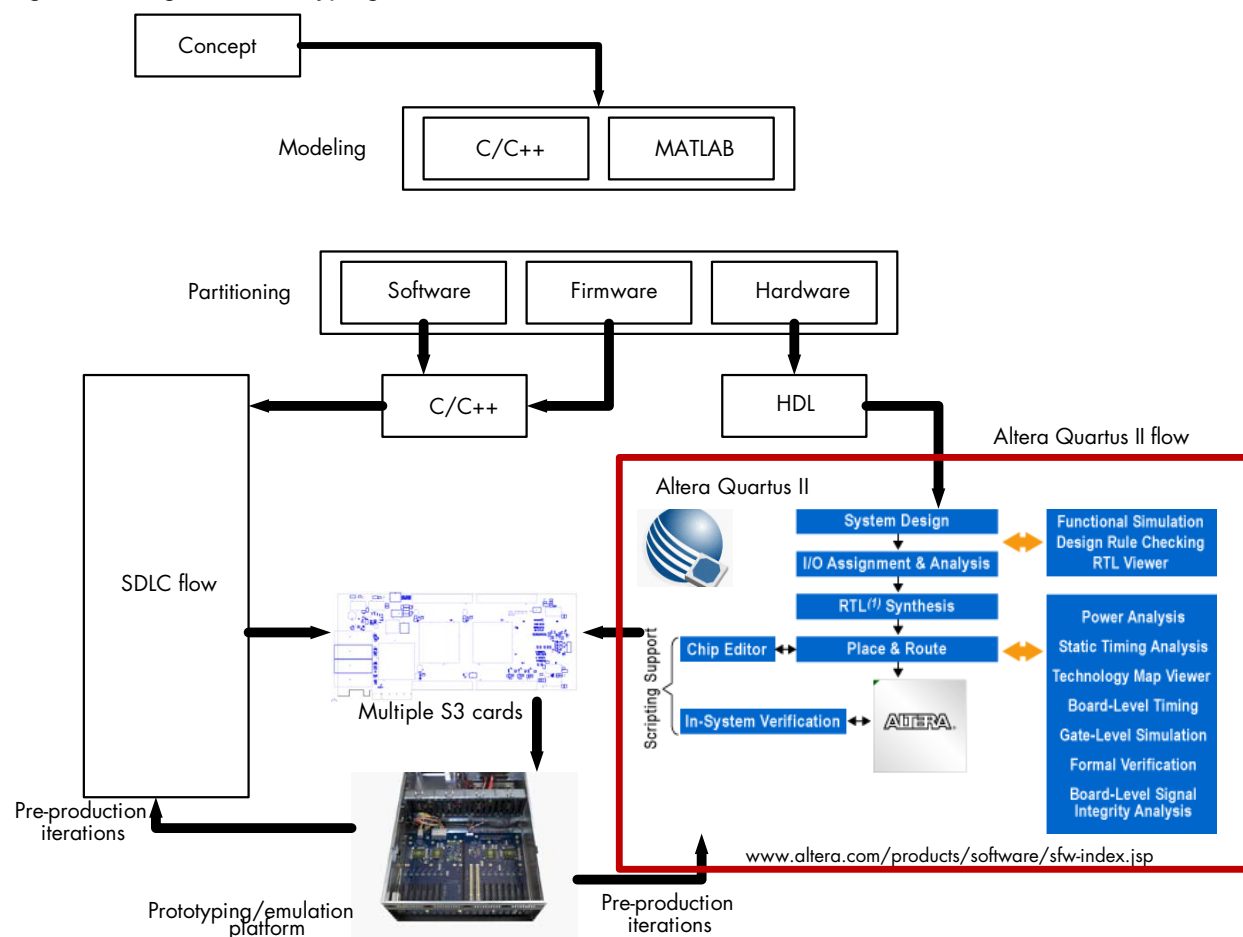 Concept
Modeling
C/C++
MATLAB
Partitioning
Software
Firmware
Hardware
C/C++
HDL
SDLC flow
Altera Quartus II flow
Altera Quartus II
System Design
I/O Assignment & Analysis
RTL(1) Synthesis
Place & Route
Functional Simulation
Design Rule Checking
RTL Viewer
Scripting Support
Chip Editor
In-System Verification
ALTERA.
Power Analysis
Static Timing Analysis
Technology Map Viewer
Board-Level Timing
Gate-Level Simulation
Formal Verification
Board-Level Signal
Integrity Analysis
www.altera.com/products/software/sfw-index.jsp
Multiple S3 cards
Pre-production
iterations
Prototyping/emulation
platform
Pre-production
iterations